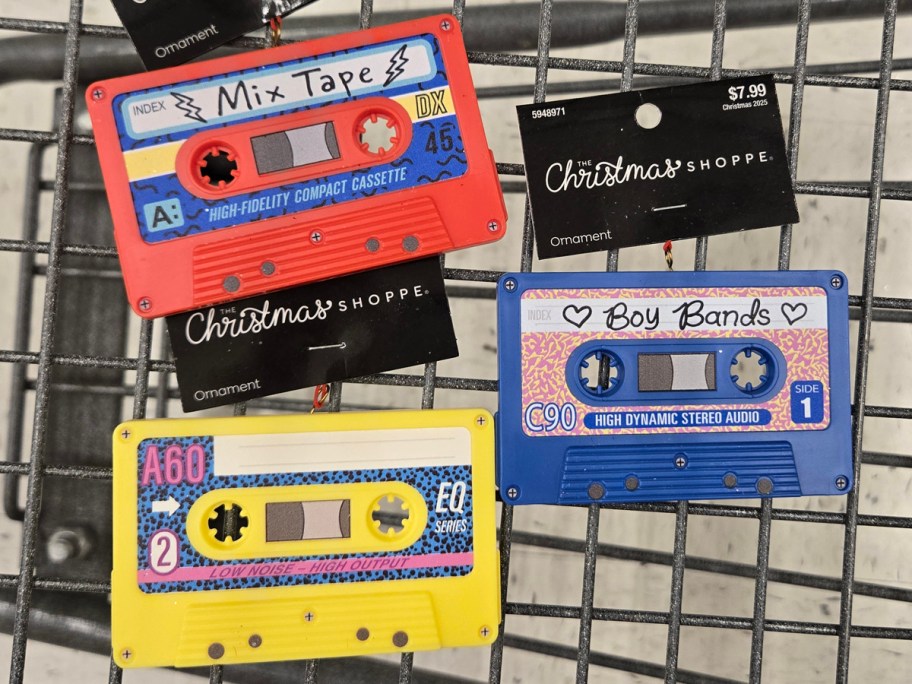 Ornament
INDEX Mix Tape
DX
45
A: HIGH-FIDELITY COMPACT CASSETTE
5948971
$7.99
Christmas 2025
THE
Christmas SHOPPE®
Ornament
THE
Christmas SHOPPE®
Ornament
INDEX Boy Bands
C90 HIGH DYNAMIC STEREO AUDIO
SIDE
1
A60
EQ
SERIES
2
LOW NOISE – HIGH OUTPUT